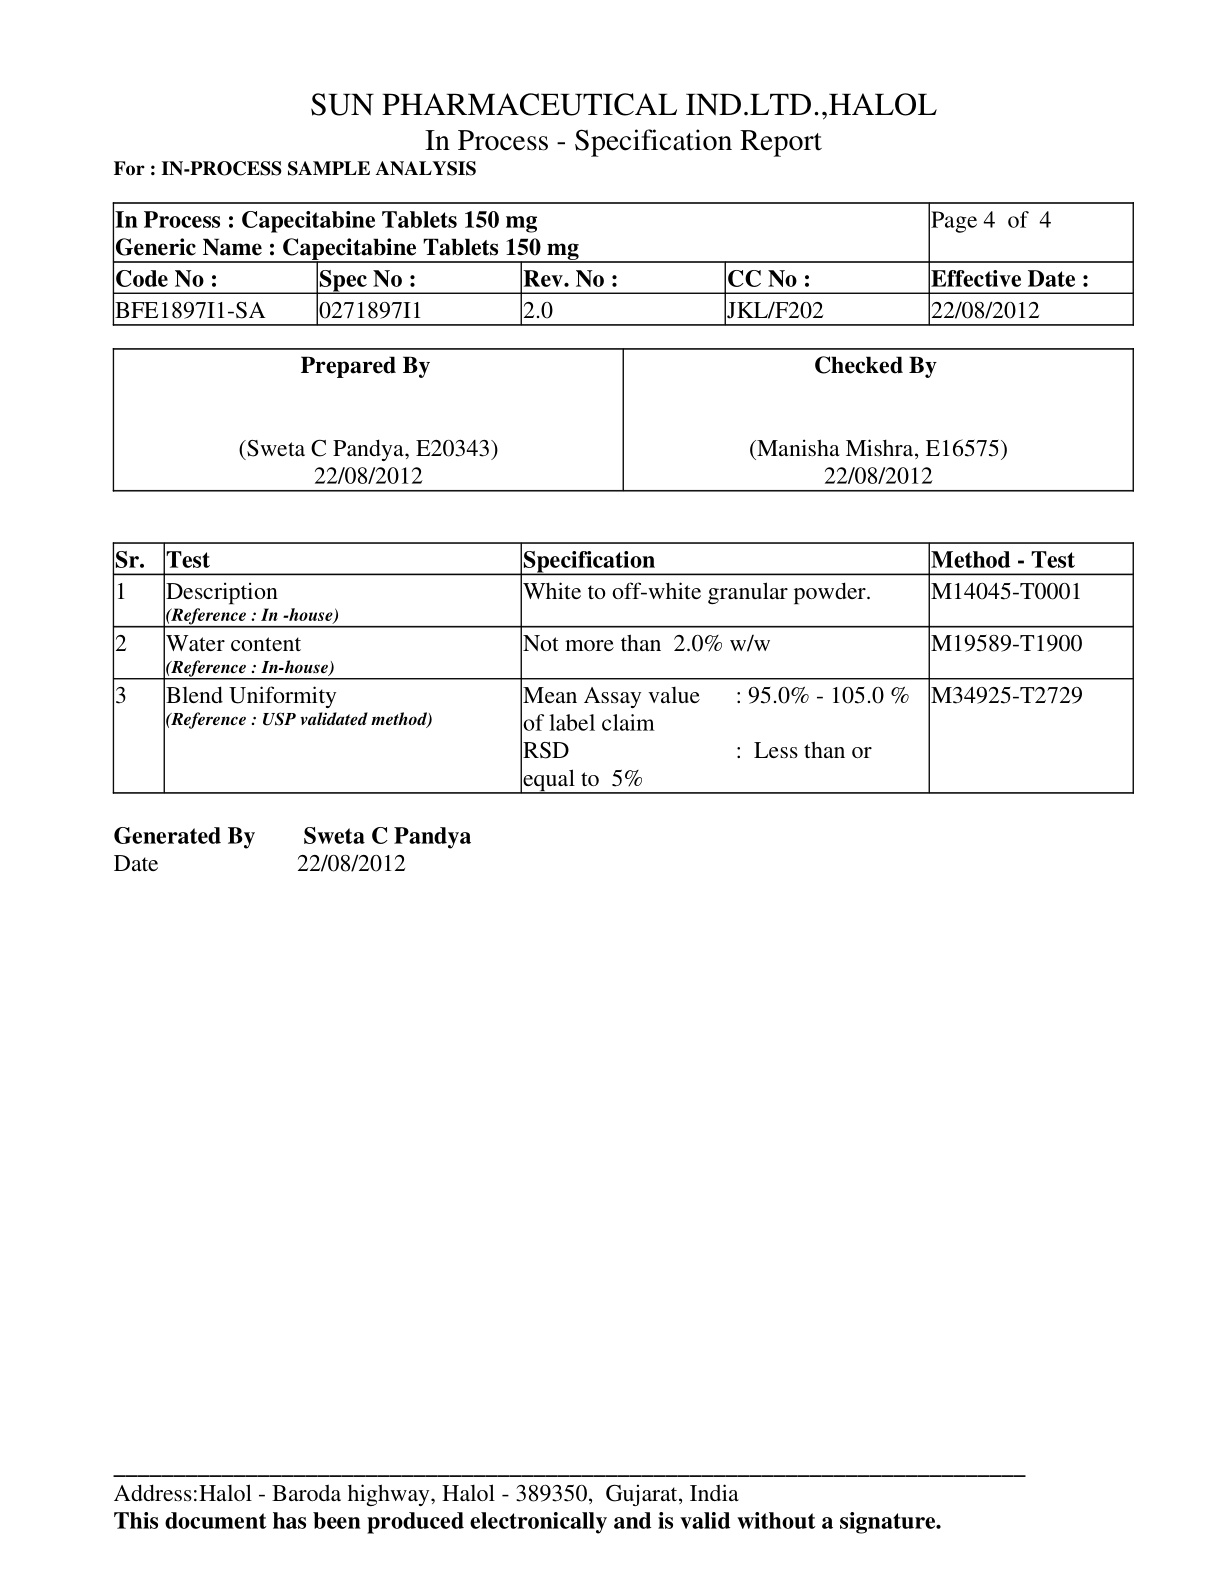 SUN PHARMACEUTICAL IND.LTD.,HALOL
In Process - Specification Report
For : IN-PROCESS SAMPLE ANALYSIS
In Process : Capecitabine Tablets 150 mg
Generic Name : Capecitabine Tablets 150 mg
Page 4 of 4
Code No : Spec No : Rev. No : CC No : Effective Date :
BFE1897I1-SA 0271897I1 2.0 JKL/F202 22/08/2012
Prepared By Checked By
(Sweta C Pandya, E20343) (Manisha Mishra, E16575)
22/08/2012 22/08/2012
Sr. Test Specification Method - Test
1 Description White to off-white granular powder. M14045-T0001
(Reference : In -house)
2 Water content Not more than 2.0% w/w M19589-T1900
(Reference : In-house)
3 Blend Uniformity Mean Assay value : 95.0% - 105.0 % M34925-T2729
(Reference : USP validated method) of label claim
RSD : Less than or
equal to 5%
Generated By Sweta C Pandya
Date 22/08/2012
Address:Halol - Baroda highway, Halol - 389350, Gujarat, India
This document has been produced electronically and is valid without a signature.